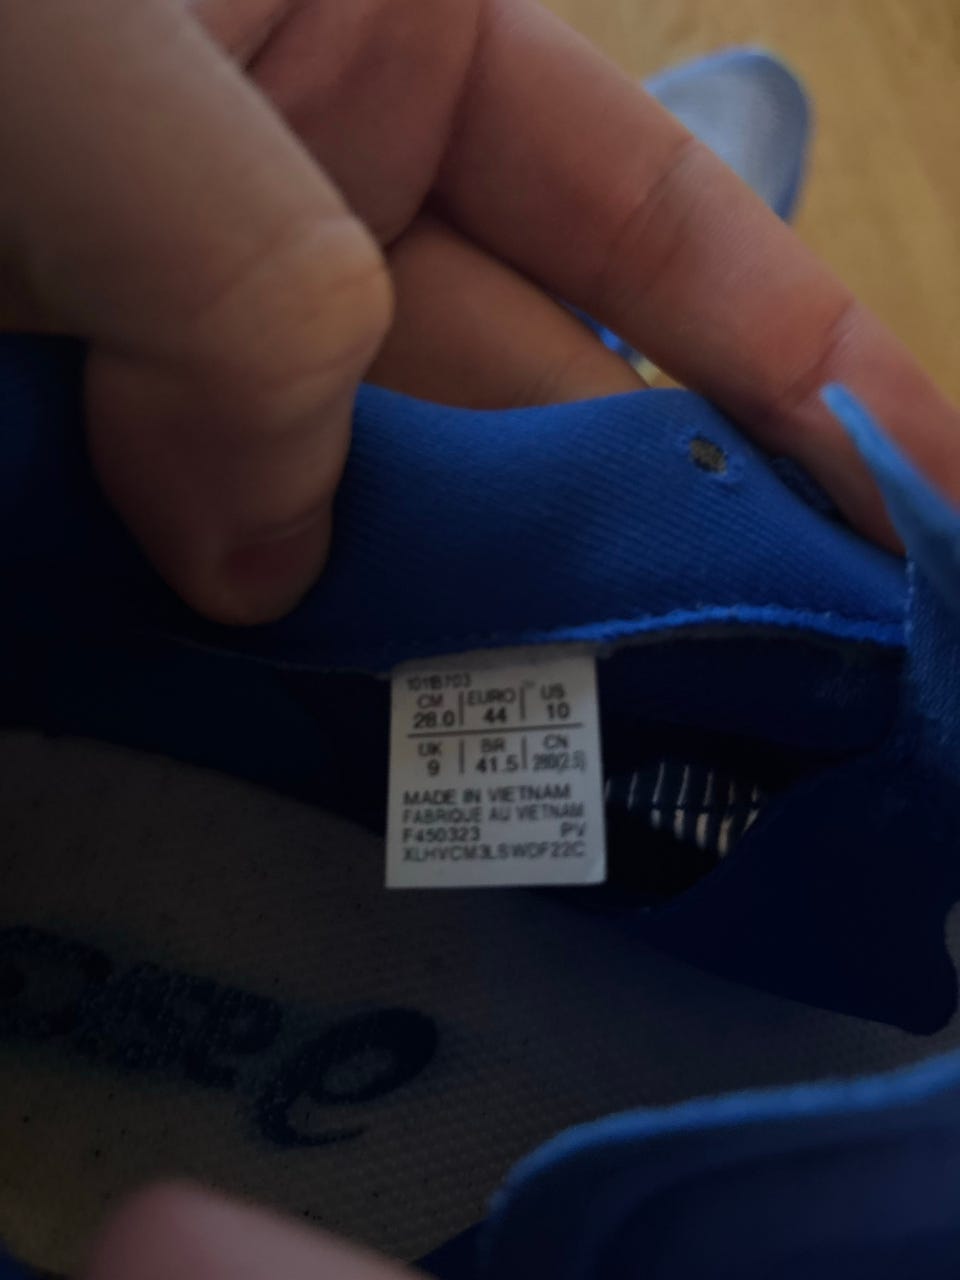 1011B703
CM EURO US
28.0 44 10
UK BR CN
9 41.5 280(2.5)
MADE IN VIETNAM
FABRIQUE AU VIETNAM
F450323 PV
XLHVCM3LSWDF22C
asics